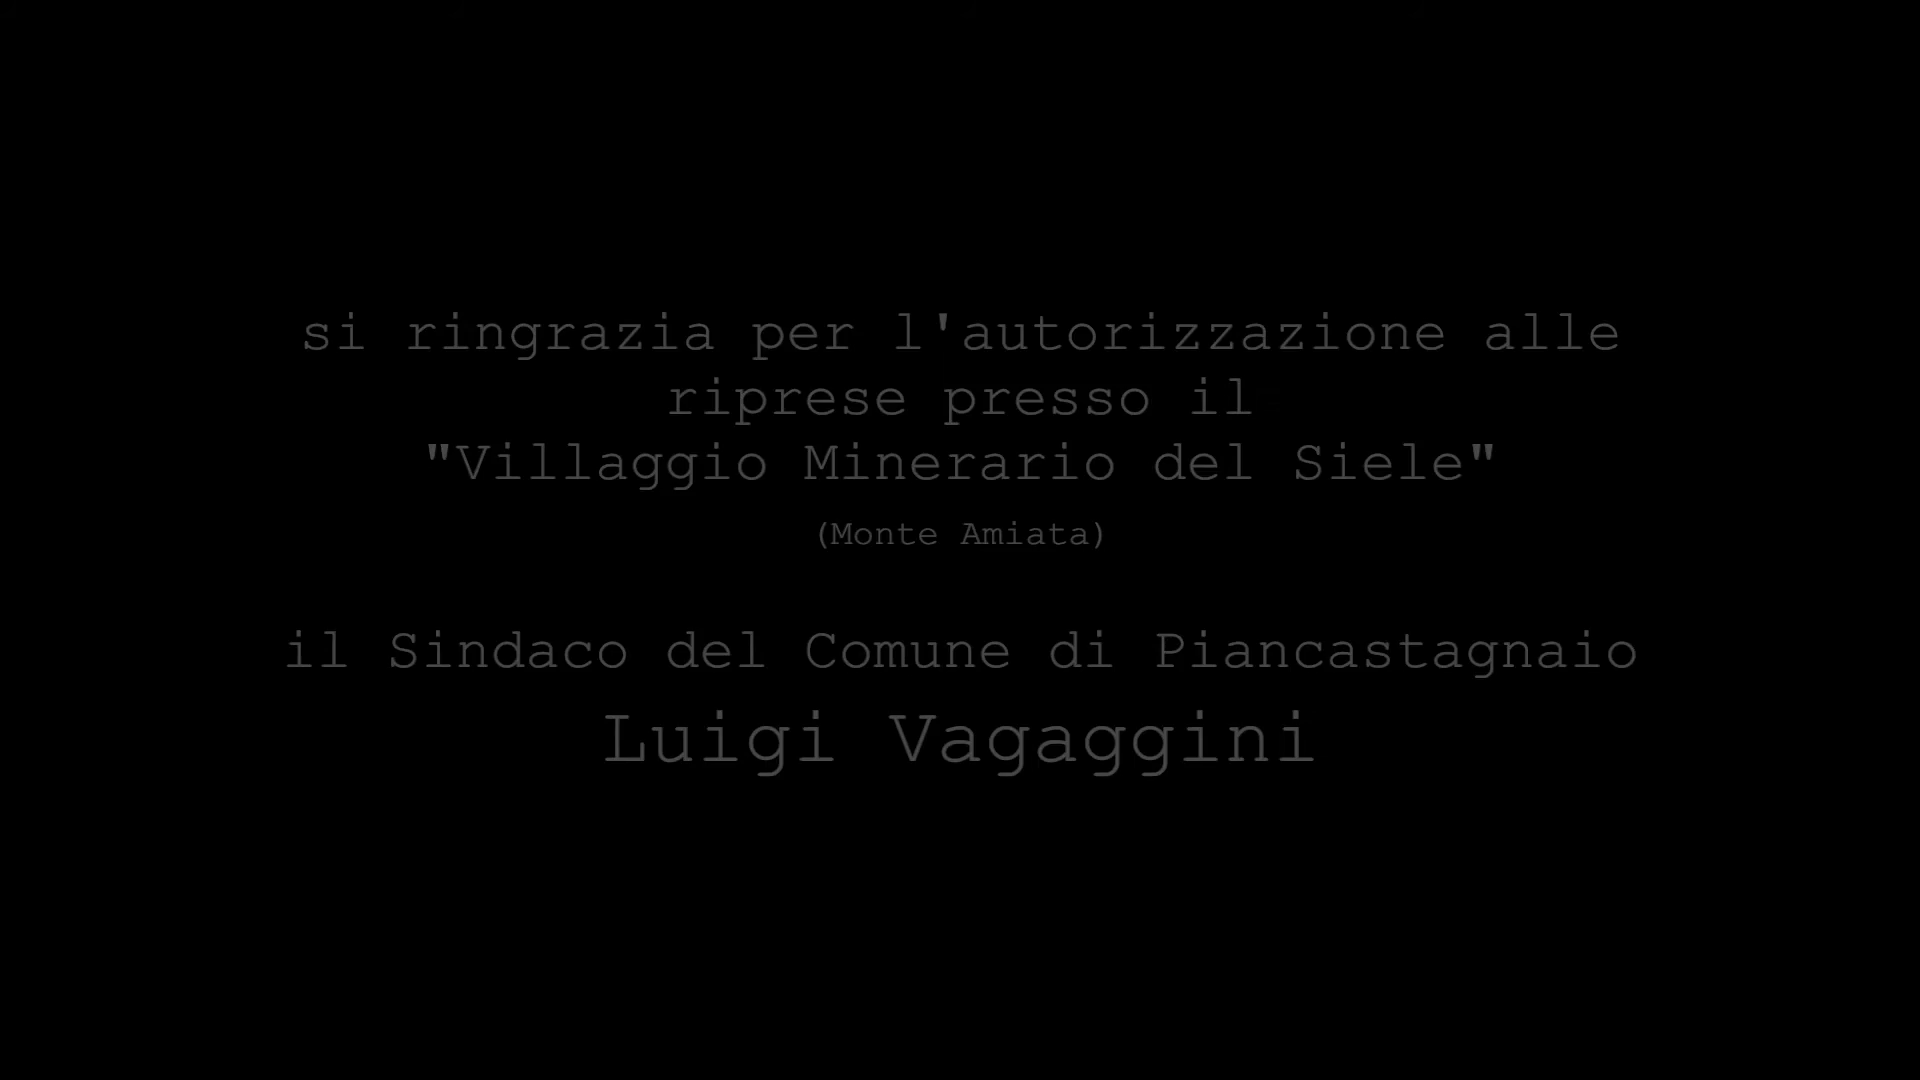 si ringrazia per l'autorizzazione alle
riprese presso il
"Villaggio Minerario del Siele"
(Monte Amiata)
il Sindaco del Comune di Piancastagnaio
Luigi Vagaggini